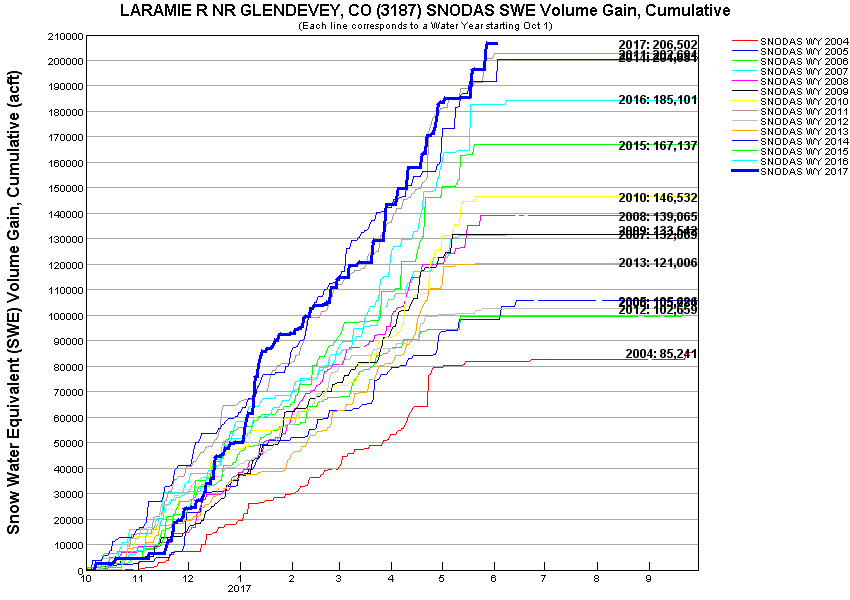 LARAMIE R NR GLENDEVEY, CO (3187) SNODAS SWE Volume Gain, Cumulative
(Each line corresponds to a Water Year starting Oct 1)
Snow Water Equivalent (SWE) Volume Gain, Cumulative (acft)
210000
200000
190000
180000
170000
160000
150000
140000
130000
120000
110000
100000
90000
80000
70000
60000
50000
40000
30000
20000
10000
0
10 11 12 1 2 3 4 5 6 7 8 9
2017
2017: 206,502
2016: 185,101
2015: 167,137
2010: 146,532
2008: 139,065
2013: 121,006
2012: 102,659
2004: 85,241
SNODAS WY 2004
SNODAS WY 2005
SNODAS WY 2006
SNODAS WY 2007
SNODAS WY 2008
SNODAS WY 2009
SNODAS WY 2010
SNODAS WY 2011
SNODAS WY 2012
SNODAS WY 2013
SNODAS WY 2014
SNODAS WY 2015
SNODAS WY 2016
SNODAS WY 2017